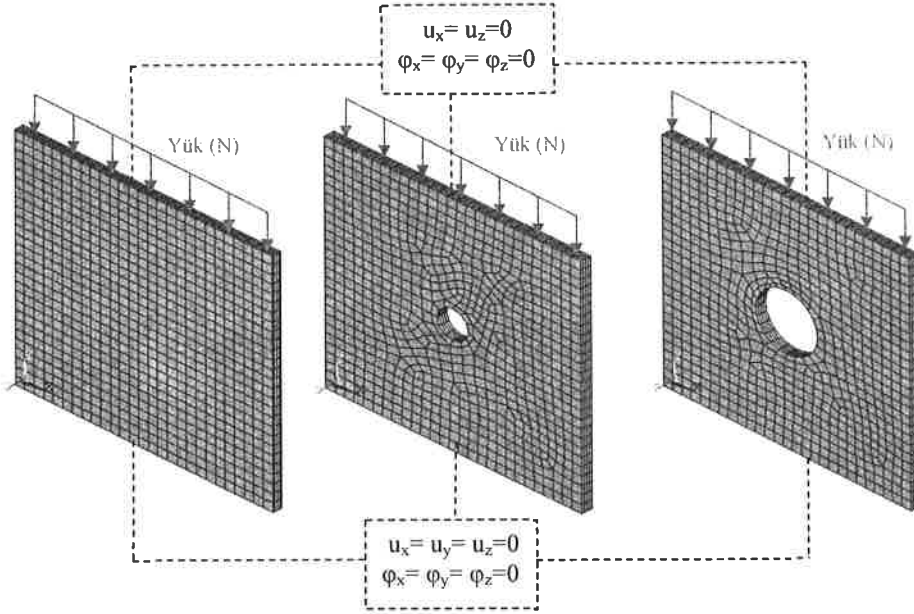 uₓ= u_z=0
φₓ= φ_y= φ_z=0
Yük (N)
Yük (N)
Yük (N)
uₓ= u_y= u_z=0
φₓ= φ_y= φ_z=0